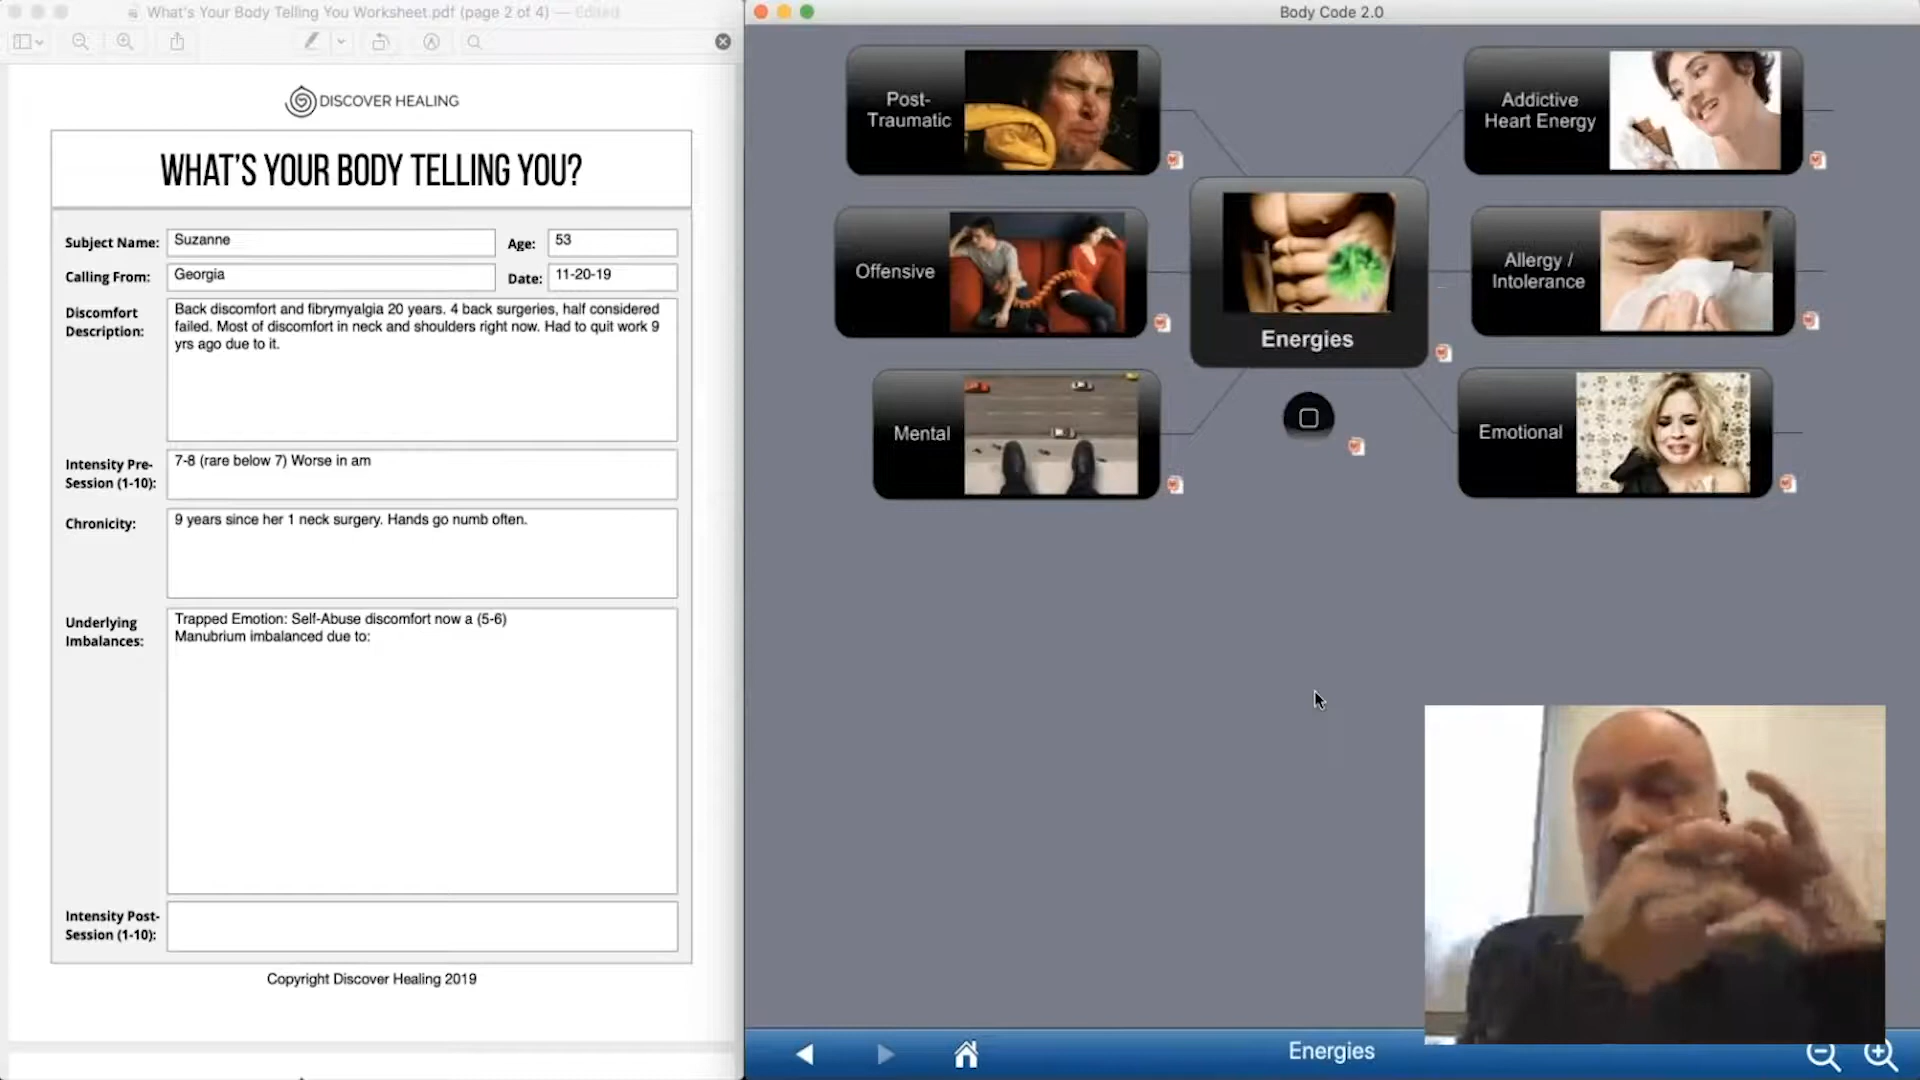 What's Your Body Telling You Worksheet.pdf (page 2 of 4) — Edited
DISCOVER HEALING
WHAT'S YOUR BODY TELLING YOU?
Subject Name: Suzanne
Age: 53
Calling From: Georgia
Date: 11-20-19
Discomfort
Description:
Back discomfort and fibrymyalgia 20 years. 4 back surgeries, half considered
failed. Most of discomfort in neck and shoulders right now. Had to quit work 9
yrs ago due to it.
Intensity Pre-
Session (1-10):
7-8 (rare below 7) Worse in am
Chronicity:
9 years since her 1 neck surgery. Hands go numb often.
Underlying
Imbalances:
Trapped Emotion: Self-Abuse discomfort now a (5-6)
Manubrium imbalanced due to:
Intensity Post-
Session (1-10):
Copyright Discover Healing 2019
Body Code 2.0
Post-
Traumatic
Addictive
Heart Energy
Offensive
Energies
Allergy /
Intolerance
Mental
Emotional
Energies